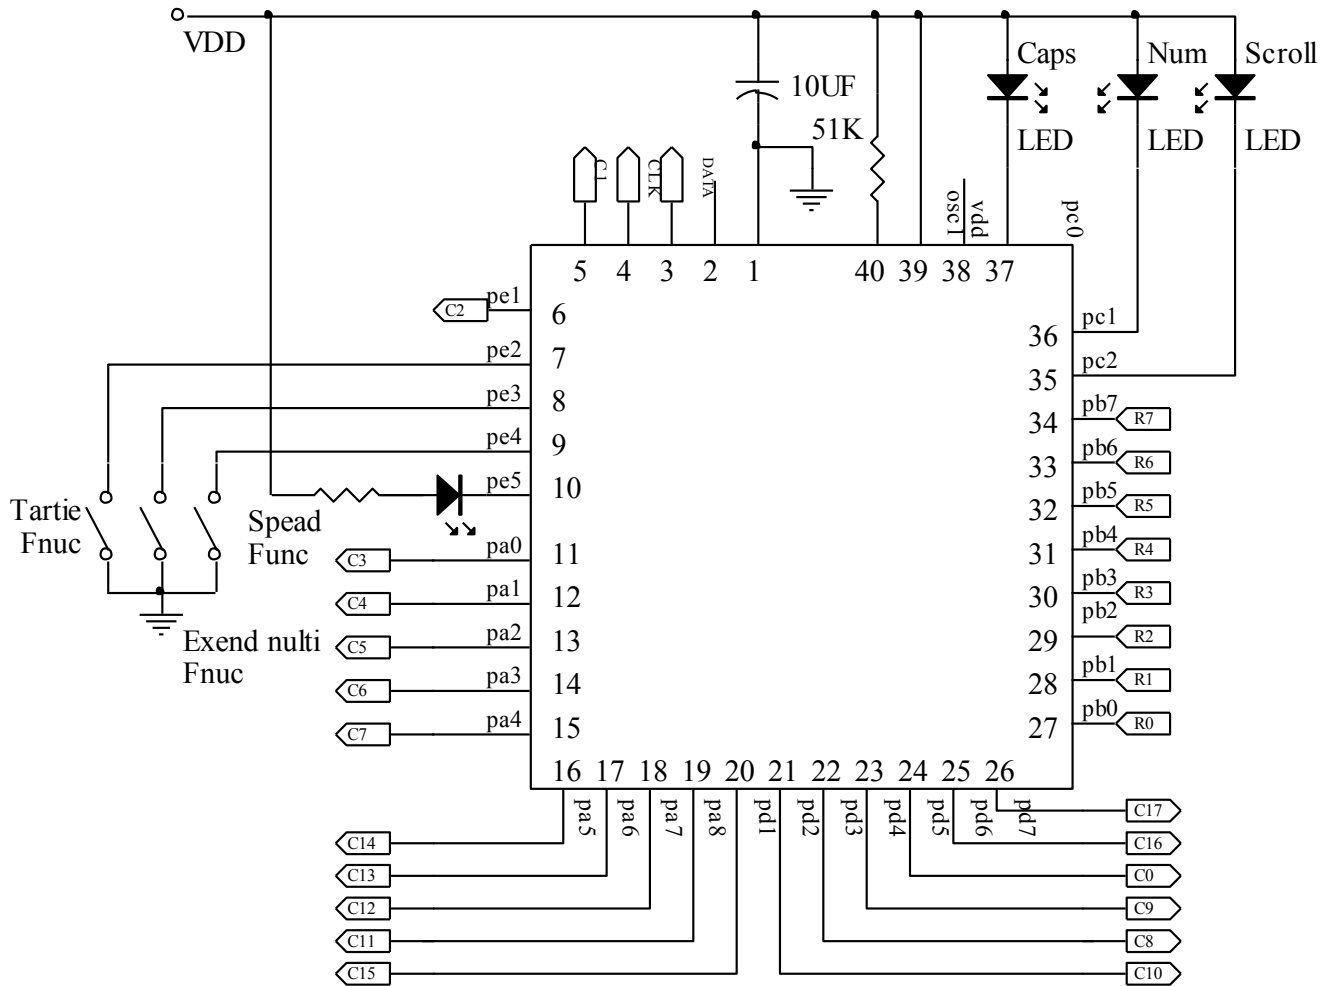 VDD
Caps
Num
Scroll
10UF
51K
LED
LED
LED
C1
CLK
DATA
osc1
vdd
pc0
5
4
3
2
1
40
39
38
37
C2
pe1
6
pe2
7
pe3
8
pe4
9
pe5
10
Tartie
Fnuc
Spead
Func
Exend nulti
Fnuc
C3
pa0
11
C4
pa1
12
C5
pa2
13
C6
pa3
14
C7
pa4
15
36
pc1
35
pc2
34
pb7
R7
33
pb6
R6
32
pb5
R5
31
pb4
R4
30
pb3
R3
29
pb2
R2
28
pb1
R1
27
pb0
R0
16
17
18
19
20
21
22
23
24
25
26
pa5
pa6
pa7
pa8
pd1
pd2
pd3
pd4
pd5
pd6
pd7
C14
C13
C12
C11
C15
C17
C16
C0
C9
C8
C10